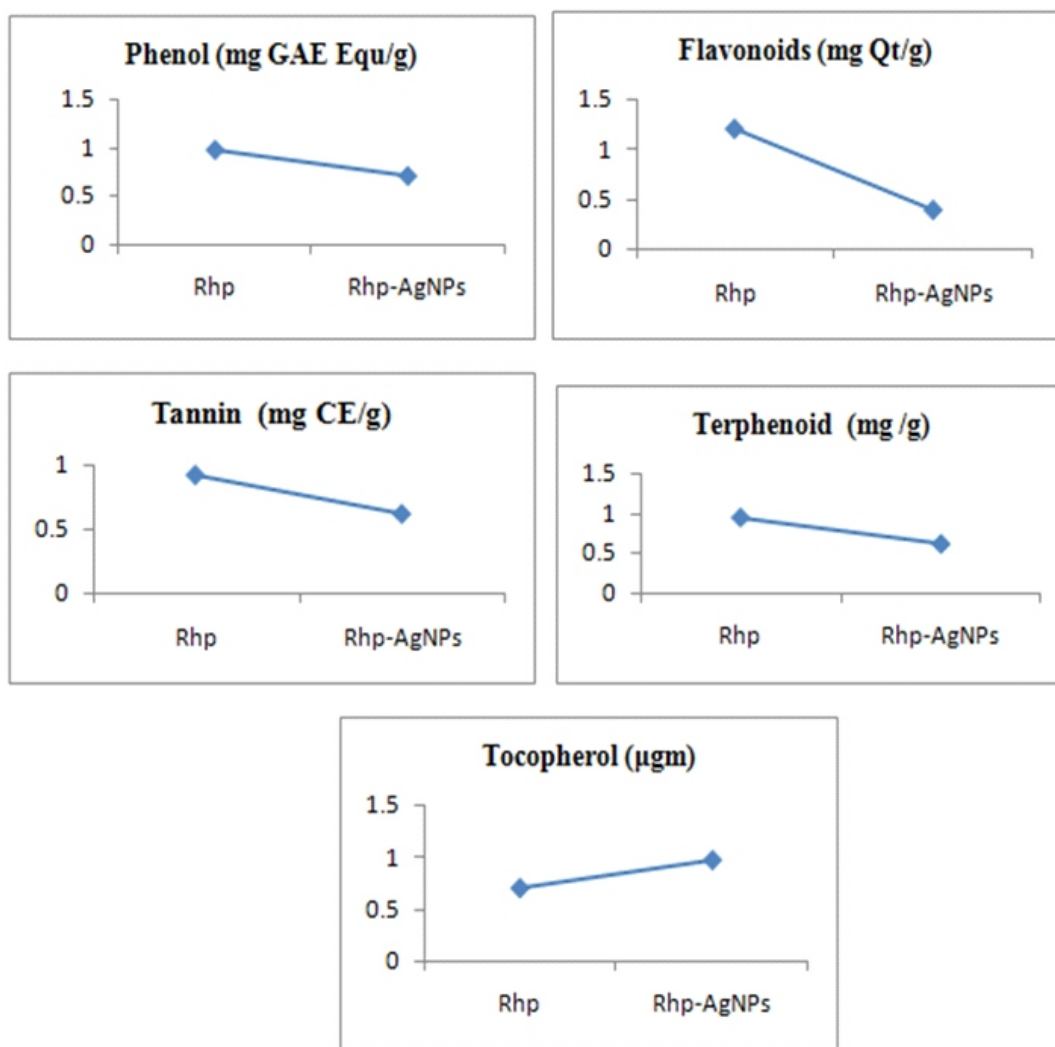 Phenol (mg GAE Equ/g)
1.5
1
0.5
0
Rhp Rhp-AgNPs
Flavonoids (mg Qt/g)
1.5
1
0.5
0
Rhp Rhp-AgNPs
Tannin (mg CE/g)
1
0.5
0
Rhp Rhp-AgNPs
Terphenoid (mg /g)
1.5
1
0.5
0
Rhp Rhp-AgNPs
Tocopherol (µgm)
1.5
1
0.5
0
Rhp Rhp-AgNPs